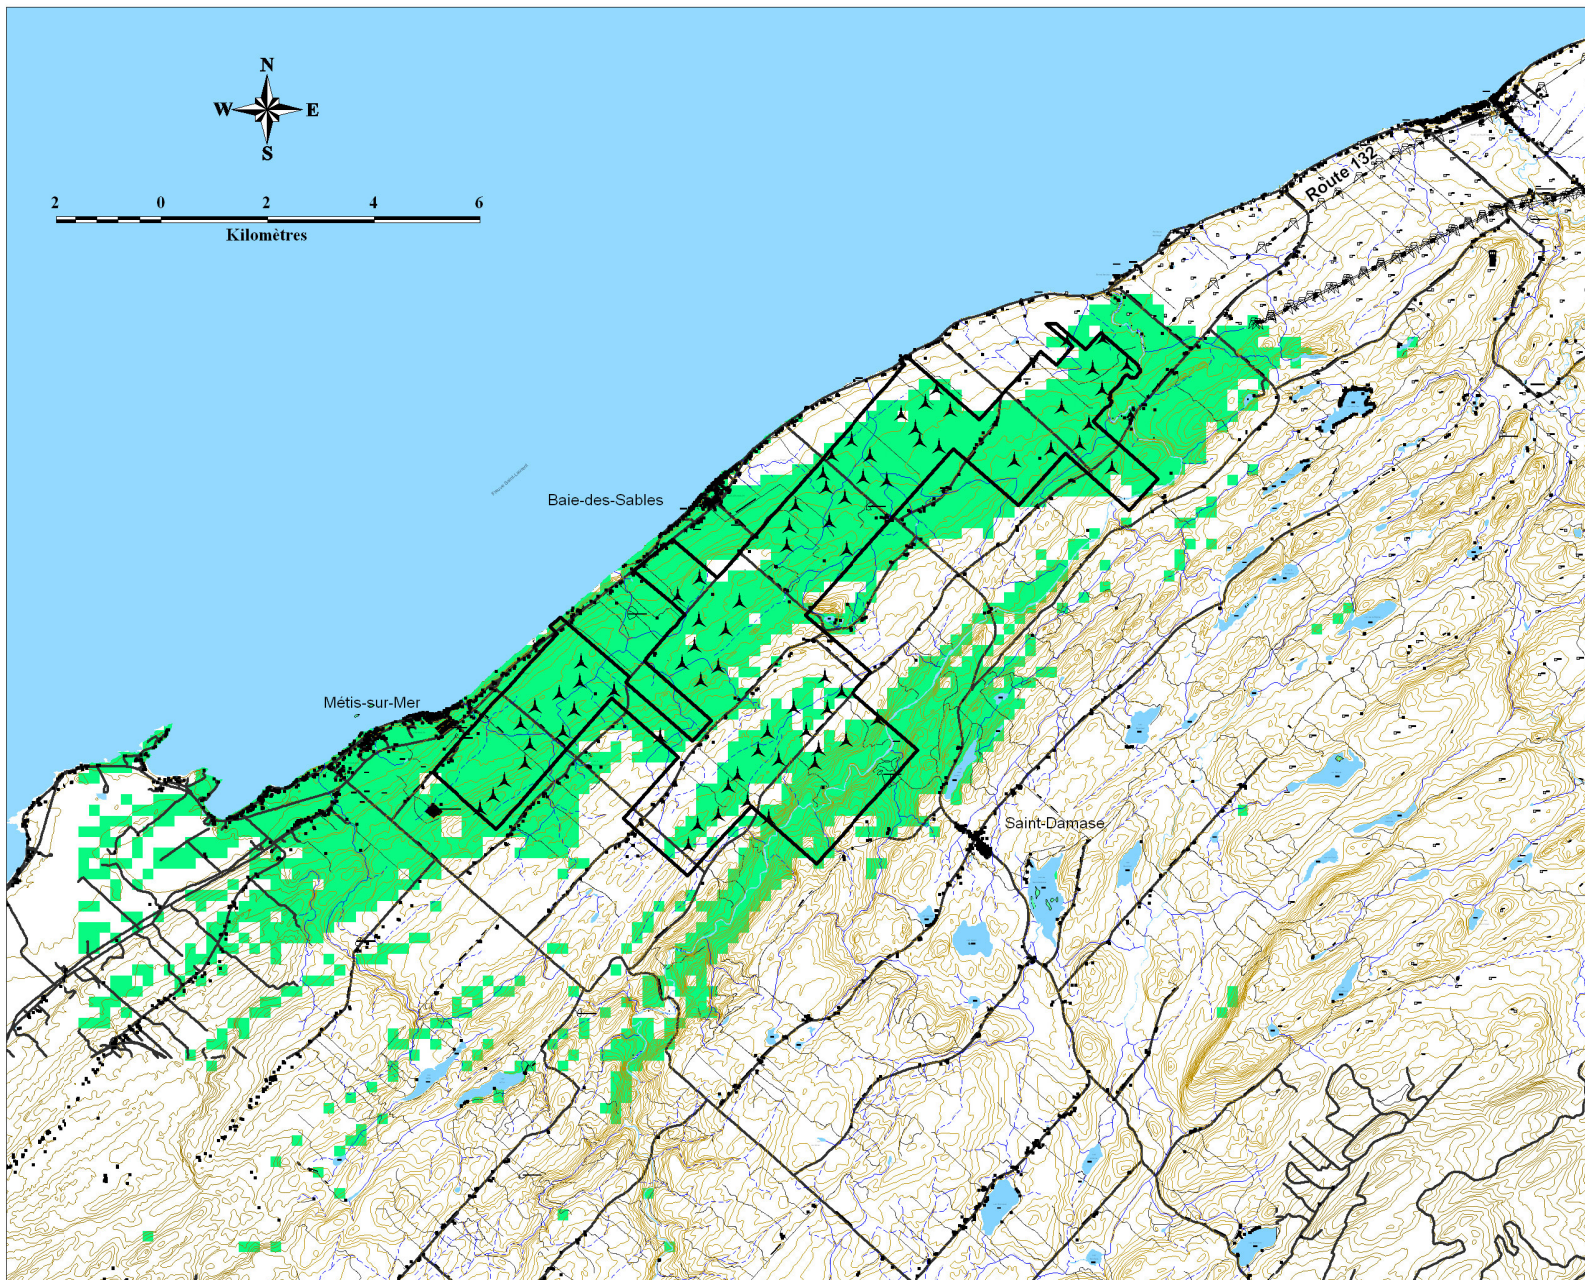 N
W E
S
2 0 2 4 6
Kilomètres
Route 132
Baie-des-Sables
Métis-sur-Mer
Saint-Damase